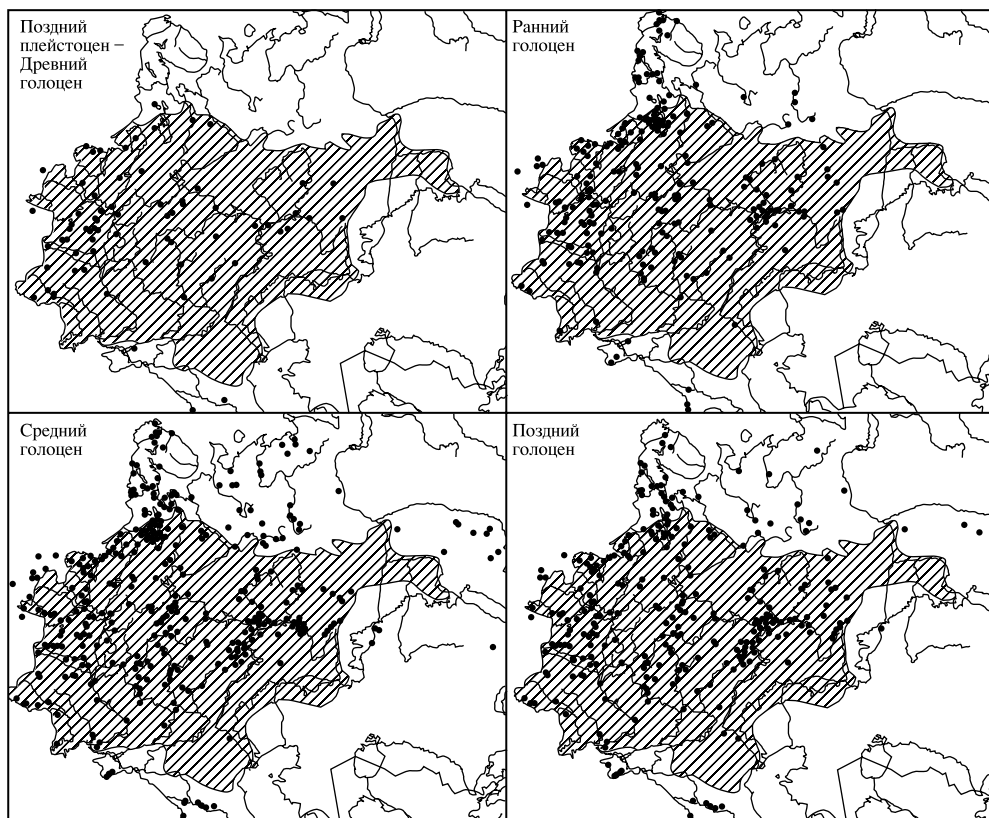 Поздний
плейстоцен –
Древний
голоцен
Ранний
голоцен
Средний
голоцен
Поздний
голоцен